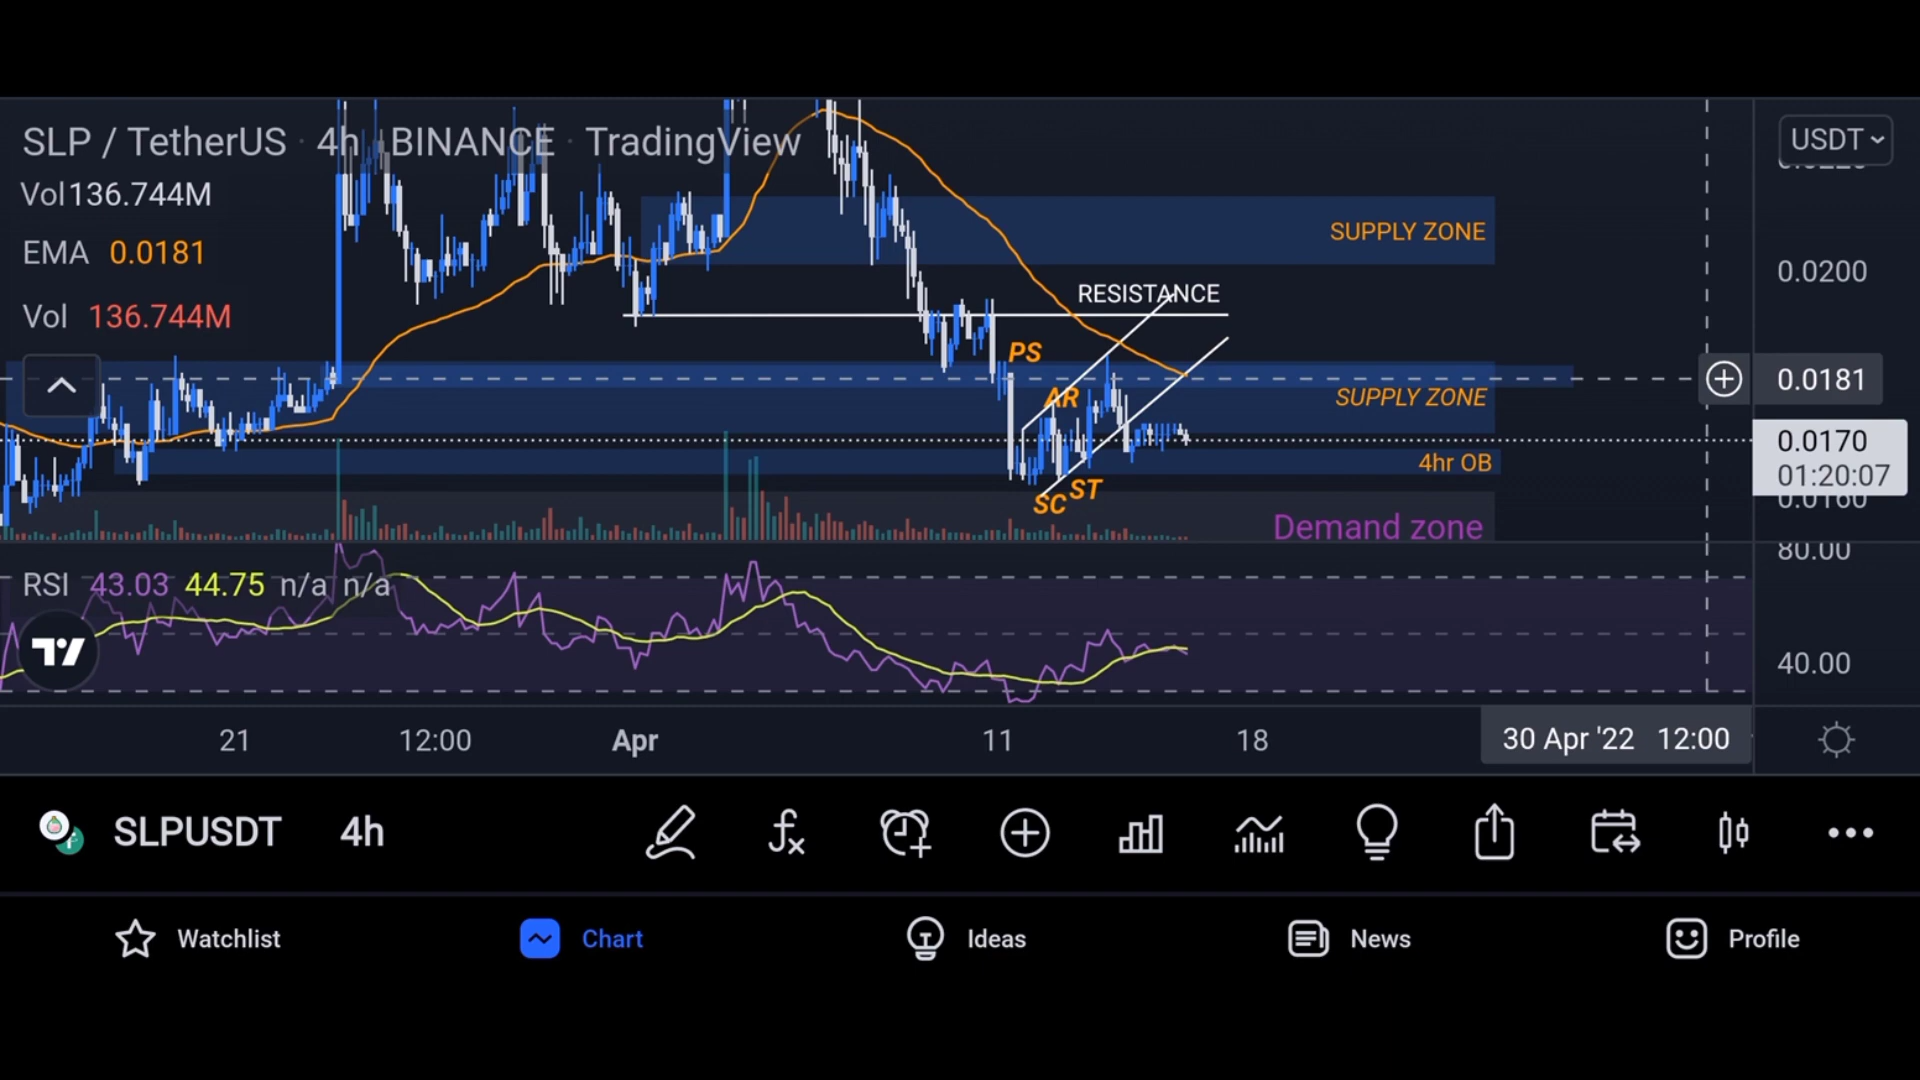 SLP / TetherUS · 4h · BINANCE · TradingView
USDT
Vol136.744M
EMA 0.0181
Vol 136.744M
SUPPLY ZONE
0.0200
RESISTANCE
PS
0.0181
AR
SUPPLY ZONE
0.0170
4hr OB
01:20:07
ST
SC
0.0160
Demand zone
80.00
RSI 43.03 44.75 n/a n/a
40.00
21 12:00 Apr 11 18 30 Apr '22 12:00
SLPUSDT 4h
Watchlist Chart Ideas News Profile